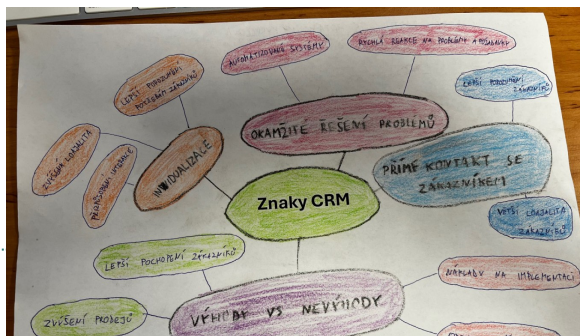 AUTOMATIZOVANÉ SYSTÉMY
RYCHLÁ REAKCE NA PROBLÉMY A POŽADAVKY
LEPŠÍ POROZUMĚNÍ
POTŘEBÁM ZÁKAZNÍKŮ
LEPŠÍ POROZUMĚNÍ
ZÁKAZNÍKŮ
OKAMŽITÉ ŘEŠENÍ PROBLÉMŮ
ZVÝŠENÁ LOAJALITA
INDIVIDUALIZACE
PŘÍMÝ KONTAKT SE
ZÁKAZNÍKEM
Znaky CRM
VĚTŠÍ LOAJALITA
ZÁKAZNÍKŮ
LEPŠÍ POCHOPENÍ ZÁKAZNÍKŮ
NÁKLADY NA IMPLEMENTACI
ZVÝŠENÍ PRODEJŮ
VÝHODY VS NEVÝHODY